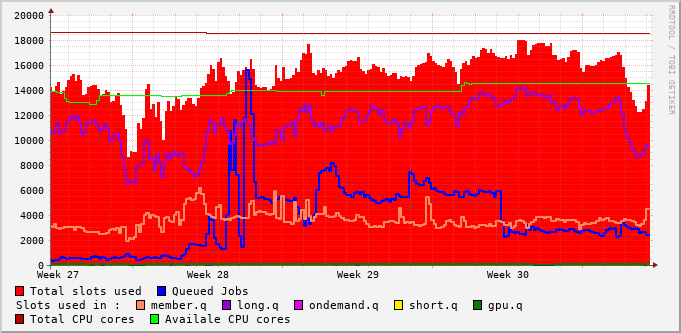 20000
18000
16000
14000
12000
10000
8000
6000
4000
2000
0
Week 27 Week 28 Week 29 Week 30
Total slots used Queued Jobs
Slots used in : member.q long.q ondemand.q short.q gpu.q
Total CPU cores Availale CPU cores
RRDTOOL / TOBI OETIKER